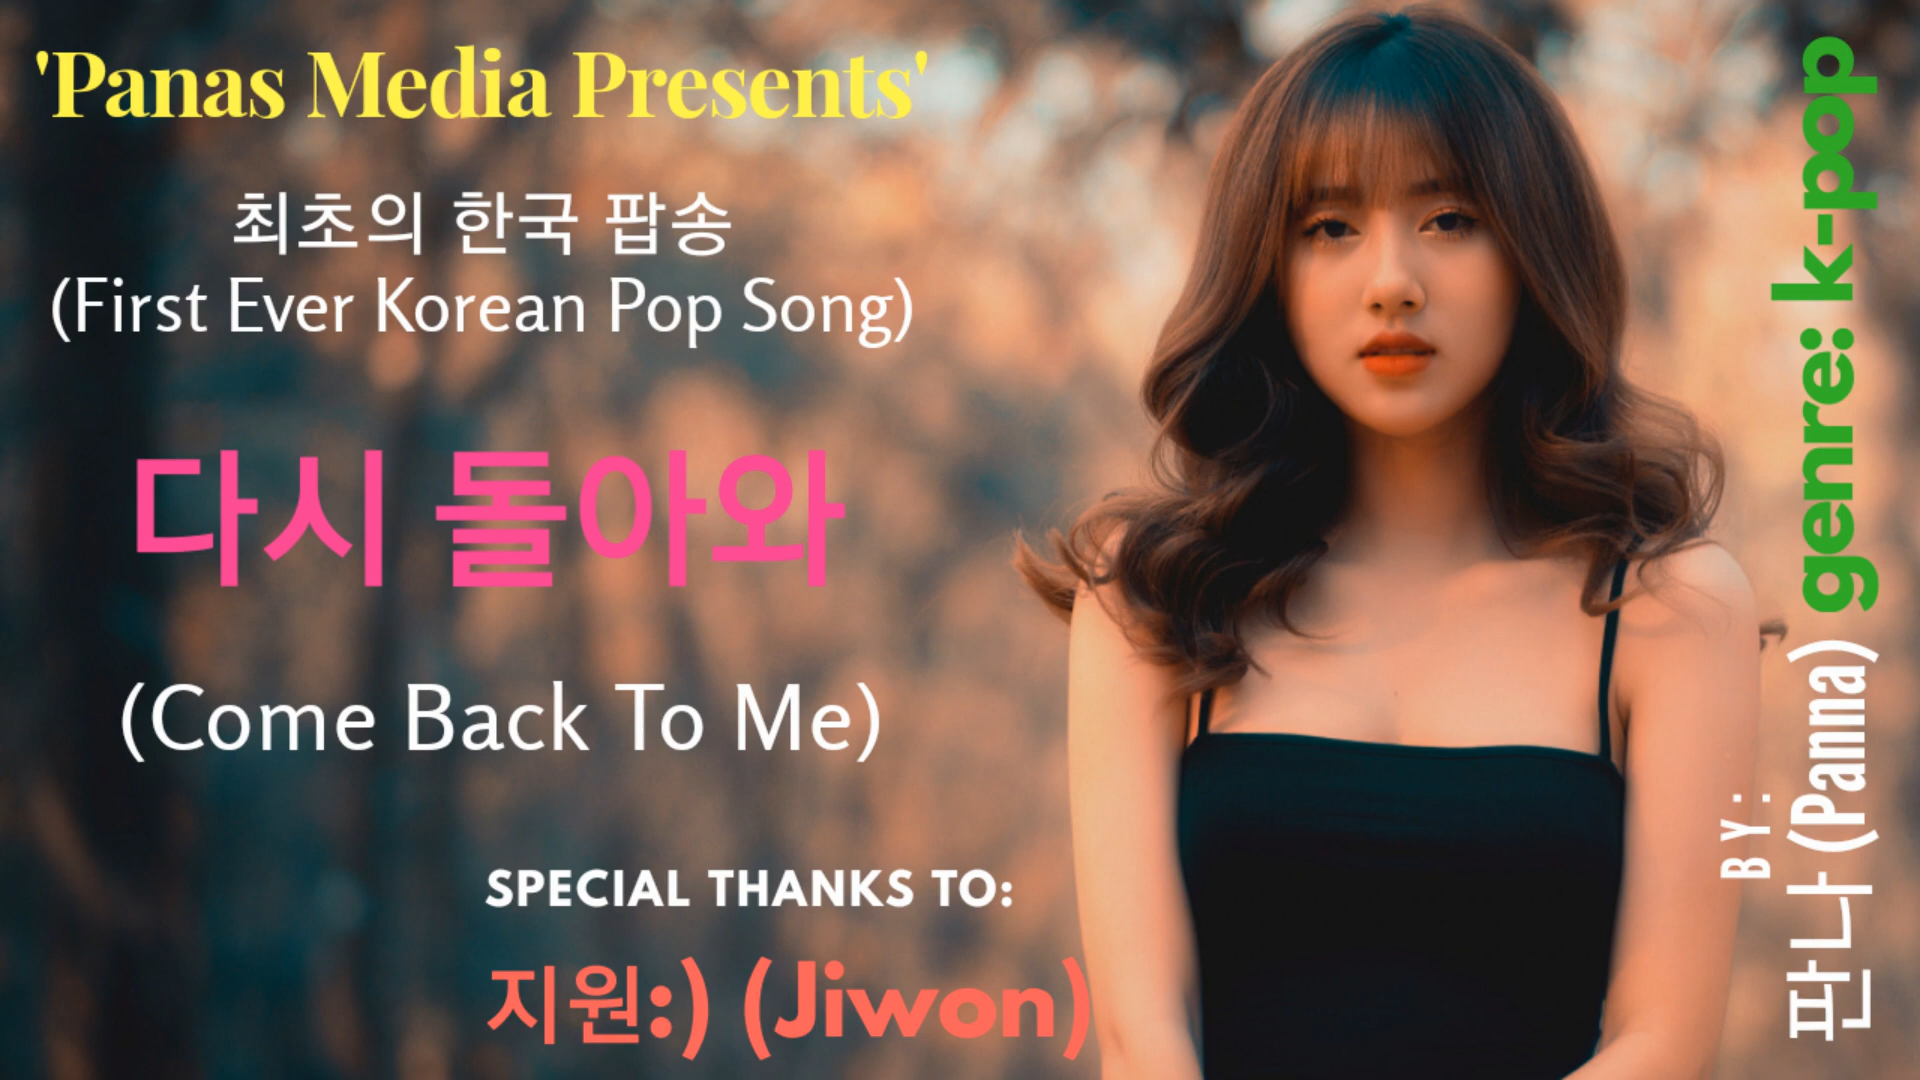 'Panas Media Presents'
최초의 한국 팝송
(First Ever Korean Pop Song)
다시 돌아와
(Come Back To Me)
SPECIAL THANKS TO:
지원:) (Jiwon)
BY:
판나 (Panna)
genre: k-pop